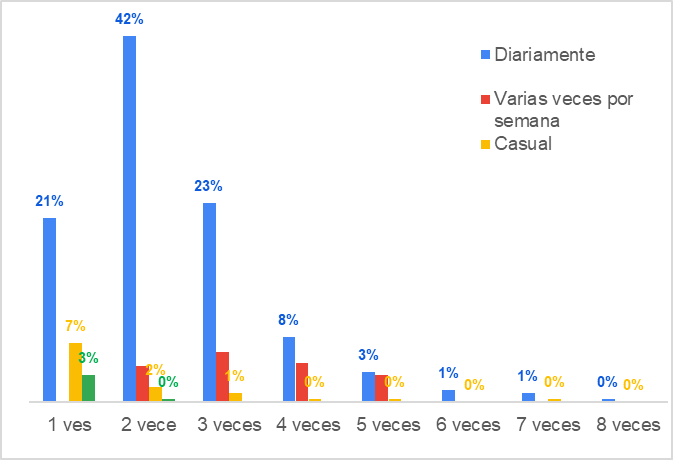 42%
Diariamente
Varias veces por
semana
Casual
21%
23%
7%
3%
2%
0%
1%
8%
0%
3%
0%
1%
0%
1%
0%
0%
0%
1 ves
2 vece
3 veces
4 veces
5 veces
6 veces
7 veces
8 veces